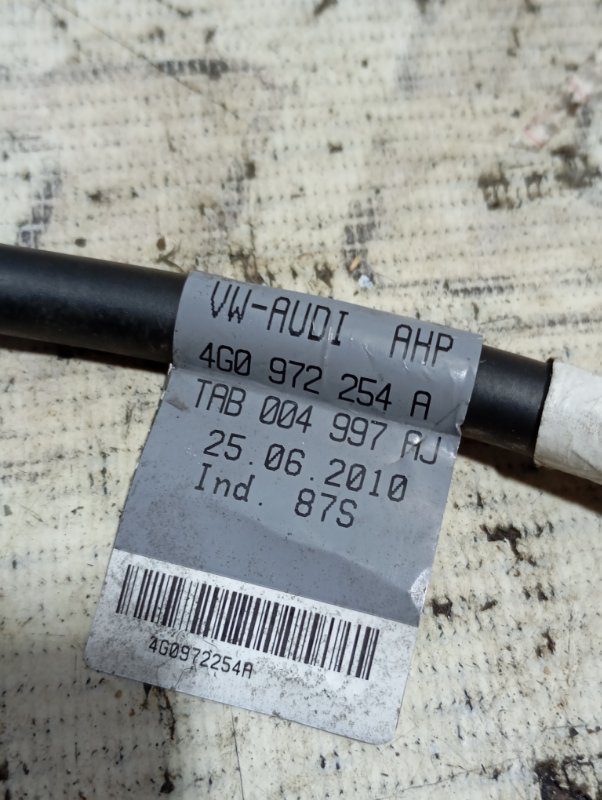 VW-AUDI AHP
4G0 972 254 A
TAB 004 997 AJ
25.06.2010
Ind. 87S
4G0972254A